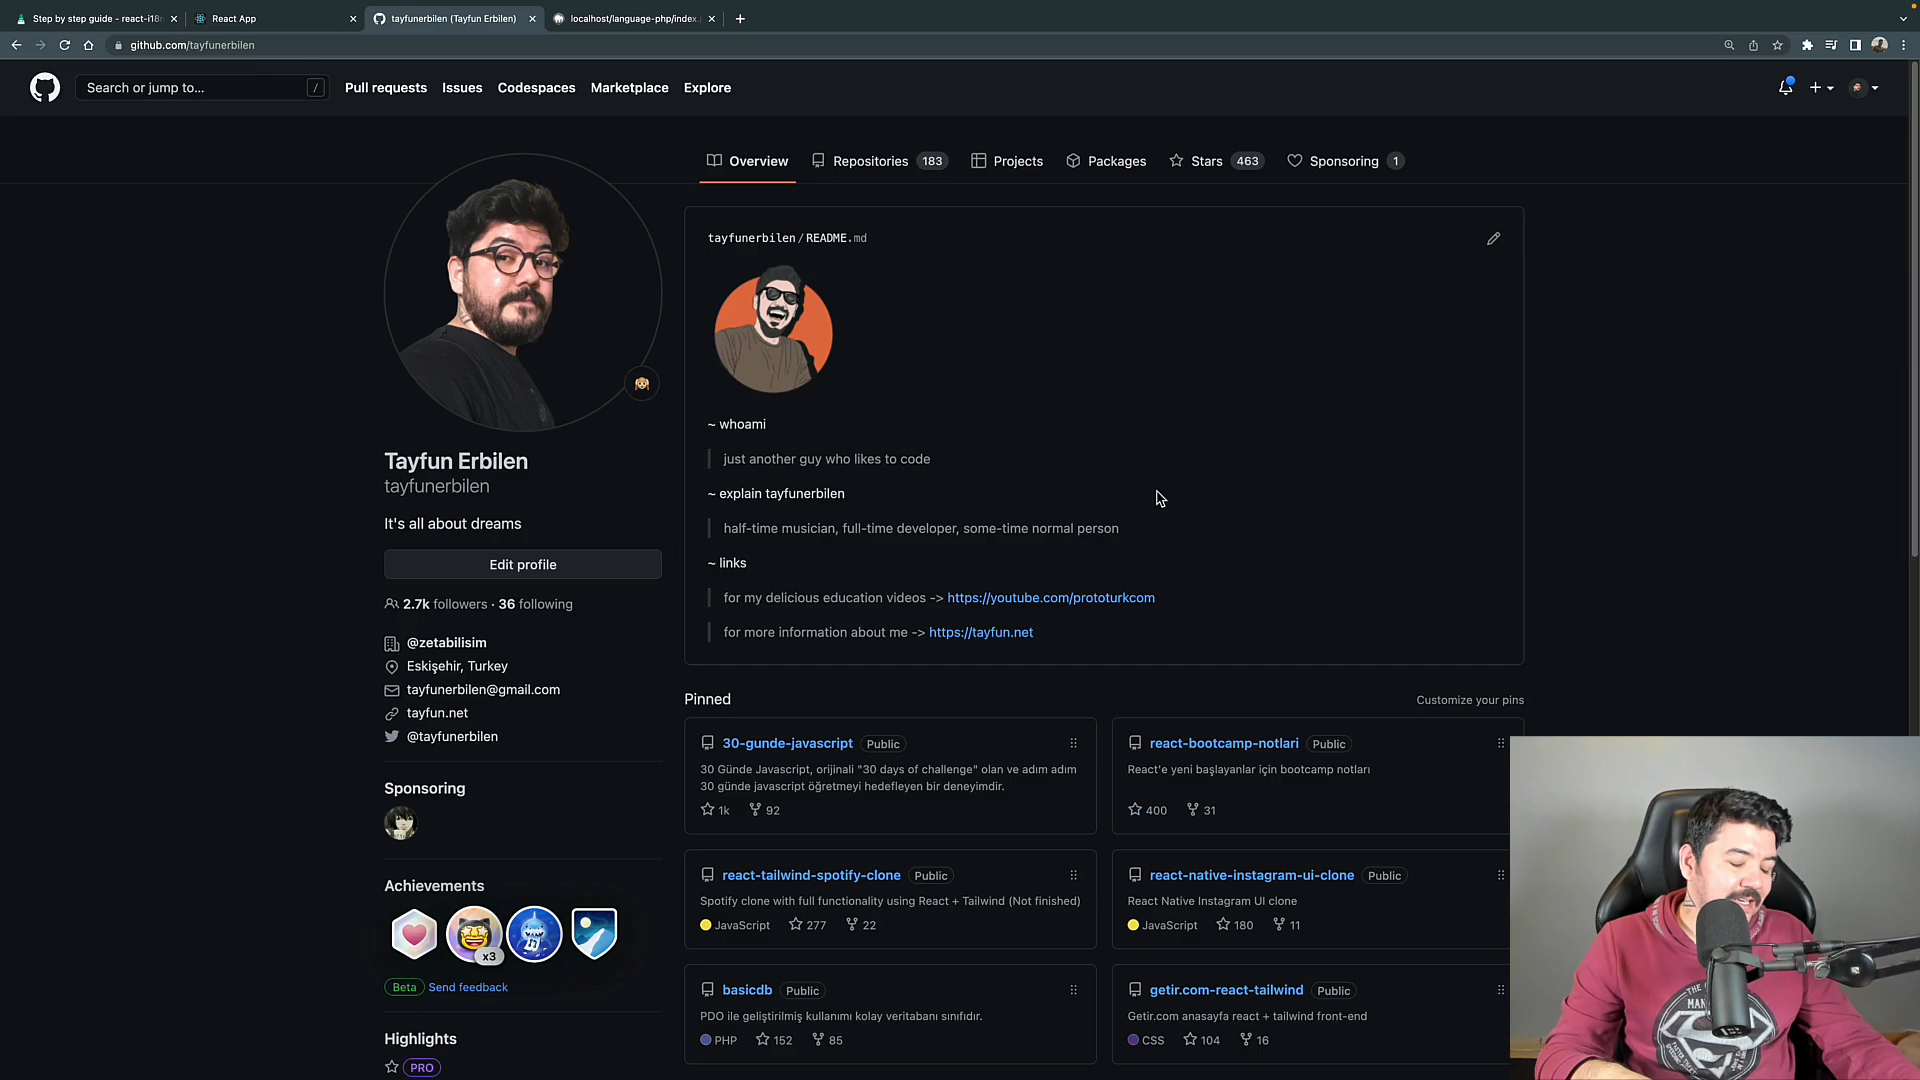 Step by step guide - react-i18n
React App
tayfunerbilen (Tayfun Erbilen)
localhost/language-php/index.
github.com/tayfunerbilen
Search or jump to...
/
Pull requests
Issues
Codespaces
Marketplace
Explore
Overview
Repositories 183
Projects
Packages
Stars 463
Sponsoring 1
tayfunerbilen/README.md
~ whoami
just another guy who likes to code
~ explain tayfunerbilen
half-time musician, full-time developer, some-time normal person
~ links
for my delicious education videos -> https://youtube.com/prototurkcom
for more information about me -> https://tayfun.net
Tayfun Erbilen
tayfunerbilen
It's all about dreams
Edit profile
2.7k followers · 36 following
@zetabilisim
Eskişehir, Turkey
tayfunerbilen@gmail.com
tayfun.net
@tayfunerbilen
Sponsoring
Achievements
x3
Beta Send feedback
Highlights
PRO
Pinned
Customize your pins
30-gunde-javascript Public
30 Günde Javascript, orijinali "30 days of challenge" olan ve adım adım
30 günde javascript öğretmeyi hedefleyen bir deneyimdir.
1k 92
react-bootcamp-notlari Public
React'e yeni başlayanlar için bootcamp notları
400 31
react-tailwind-spotify-clone Public
Spotify clone with full functionality using React + Tailwind (Not finished)
JavaScript 277 22
react-native-instagram-ui-clone Public
React Native Instagram UI clone
JavaScript 180 11
basicdb Public
PDO ile geliştirilmiş kullanımı kolay veritabanı sınıfıdır.
PHP 152 85
getir.com-react-tailwind Public
Getir.com anasayfa react + tailwind front-end
CSS 104 16
THE
MAN